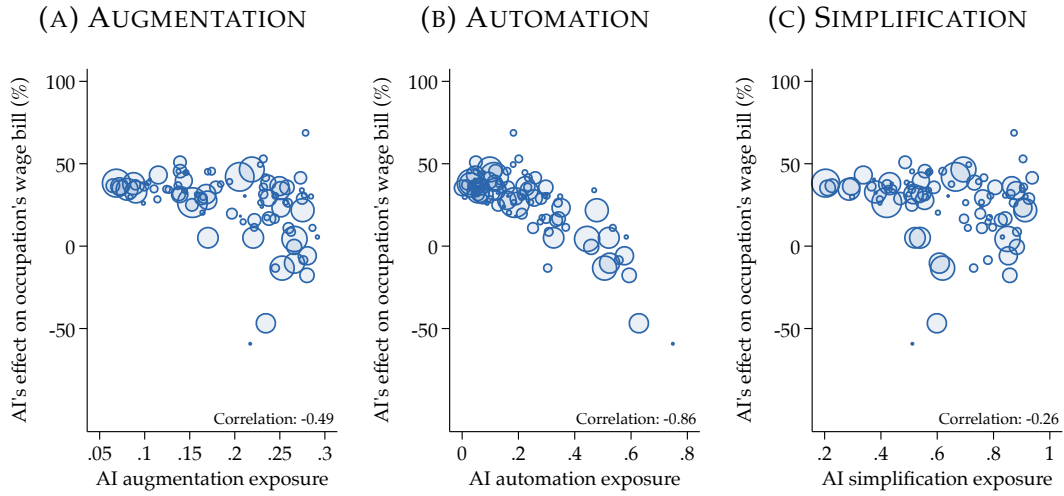 (A) AUGMENTATION
AI's effect on occupation's wage bill (%)
100
50
0
-50
Correlation: -0.49
.05 .1 .15 .2 .25 .3
AI augmentation exposure
(B) AUTOMATION
AI's effect on occupation's wage bill (%)
100
50
0
-50
Correlation: -0.86
0 .2 .4 .6 .8
AI automation exposure
(C) SIMPLIFICATION
AI's effect on occupation's wage bill (%)
100
50
0
-50
Correlation: -0.26
.2 .4 .6 .8 1
AI simplification exposure